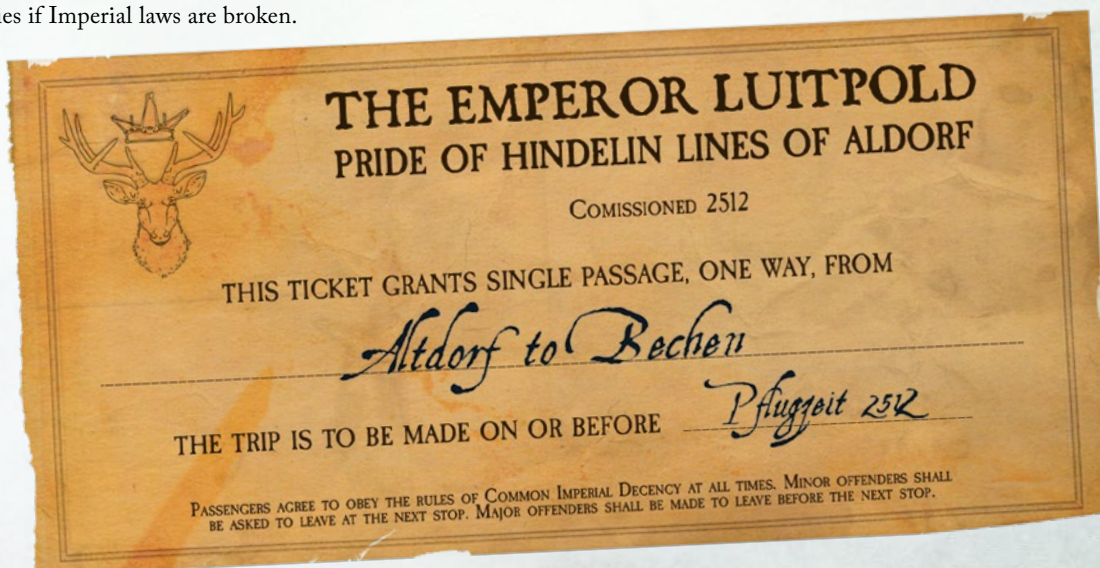 es if Imperial laws are broken.
THE EMPEROR LUITPOLD
PRIDE OF HINDELIN LINES OF ALDORF
COMISSIONED 2512
THIS TICKET GRANTS SINGLE PASSAGE, ONE WAY, FROM
Altdorf to Bechen
THE TRIP IS TO BE MADE ON OR BEFORE Pflugzeit 2512
PASSENGERS AGREE TO OBEY THE RULES OF COMMON IMPERIAL DECENCY AT ALL TIMES. MINOR OFFENDERS SHALL
BE ASKED TO LEAVE AT THE NEXT STOP. MAJOR OFFENDERS SHALL BE MADE TO LEAVE BEFORE THE NEXT STOP.